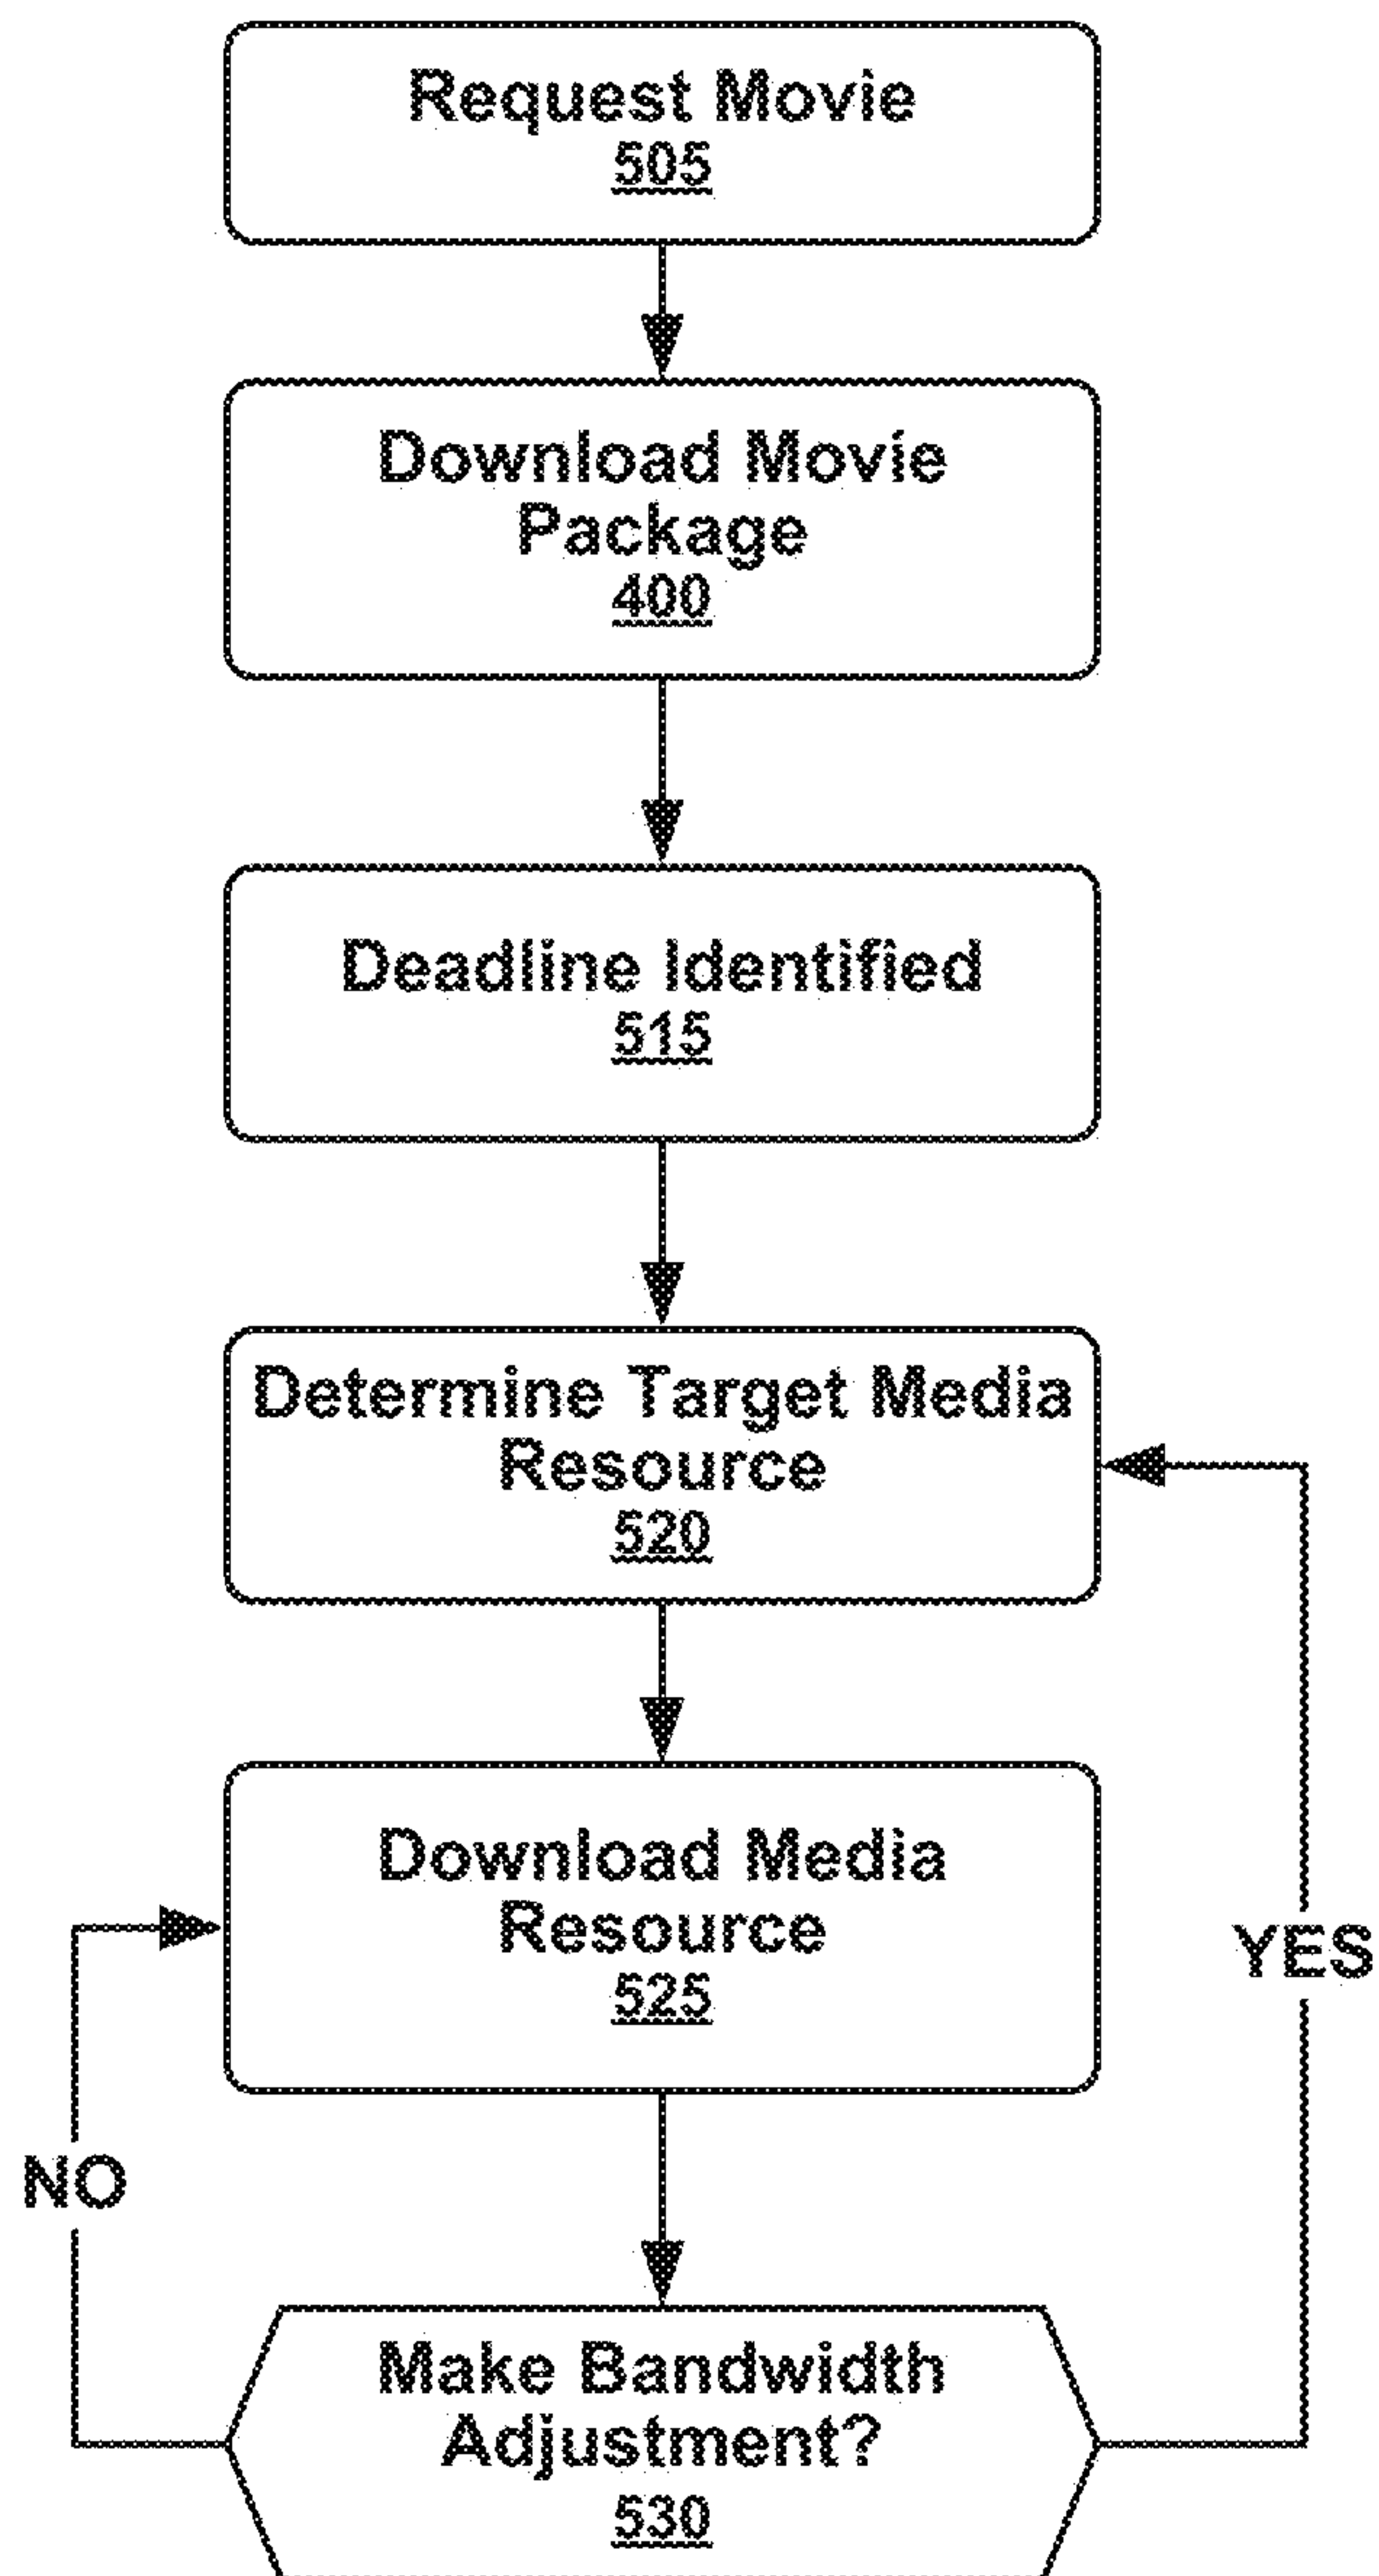 Request Movie
505
Download Movie
Package
400
Deadline Identified
515
Determine Target Media
Resource
520
Download Media
Resource
525
YES
NO
Make Bandwidth
Adjustment?
530